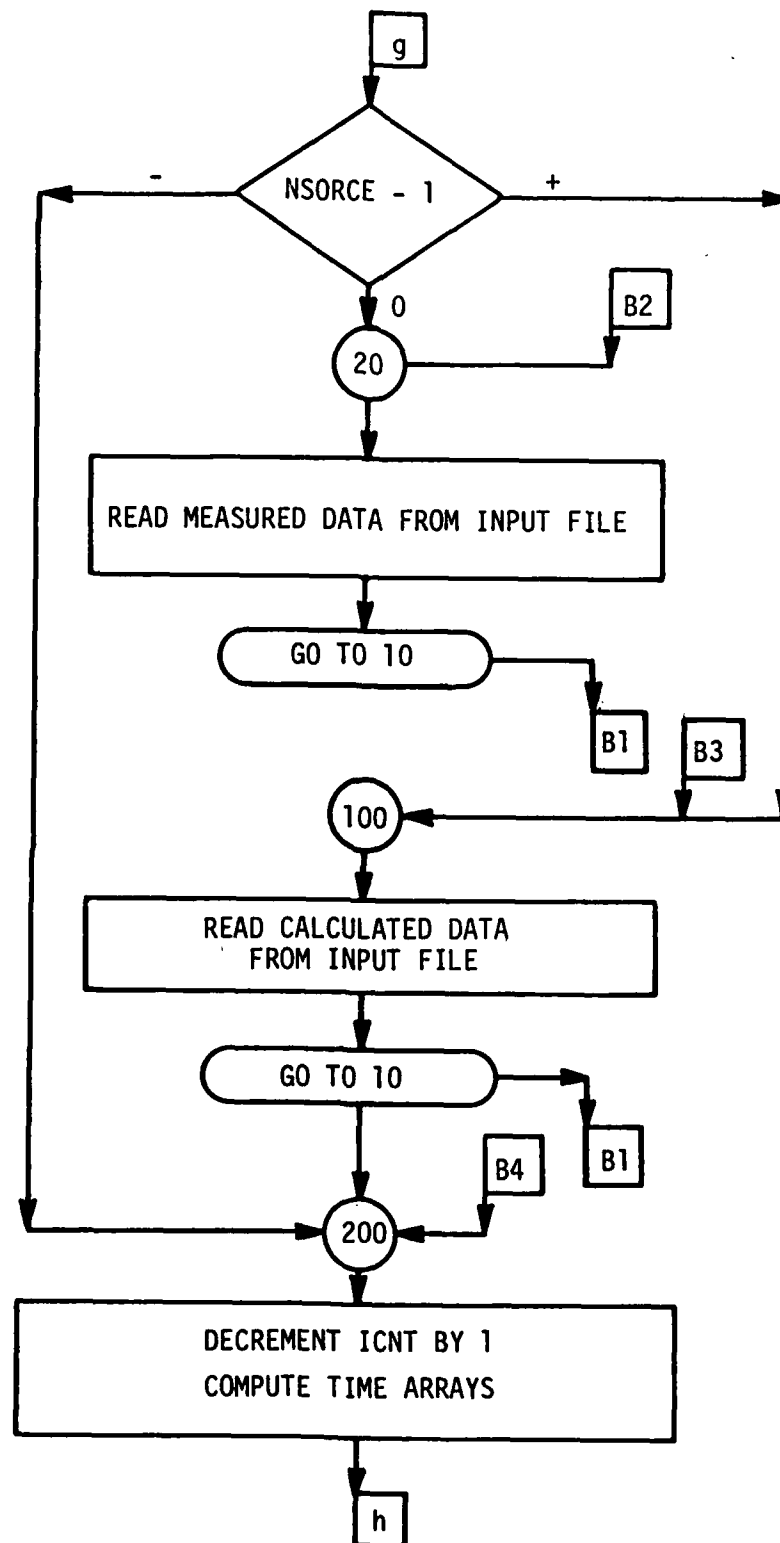 g
-
NSORCE - 1
+
0
B2
20
READ MEASURED DATA FROM INPUT FILE
GO TO 10
B1
B3
100
READ CALCULATED DATA
FROM INPUT FILE
GO TO 10
B1
B4
200
DECREMENT ICNT BY 1
COMPUTE TIME ARRAYS
h